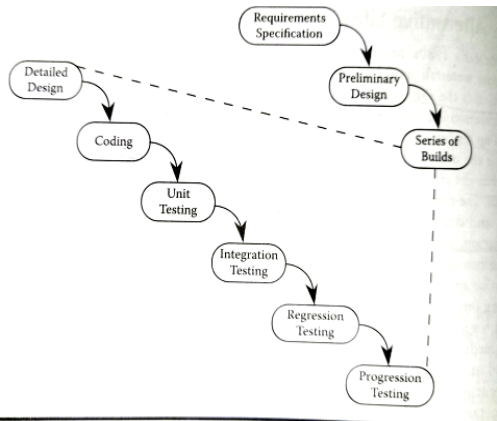 Requirements
Specification
Preliminary
Design
Series of
Builds
Detailed
Design
Coding
Unit
Testing
Integration
Testing
Regression
Testing
Progression
Testing